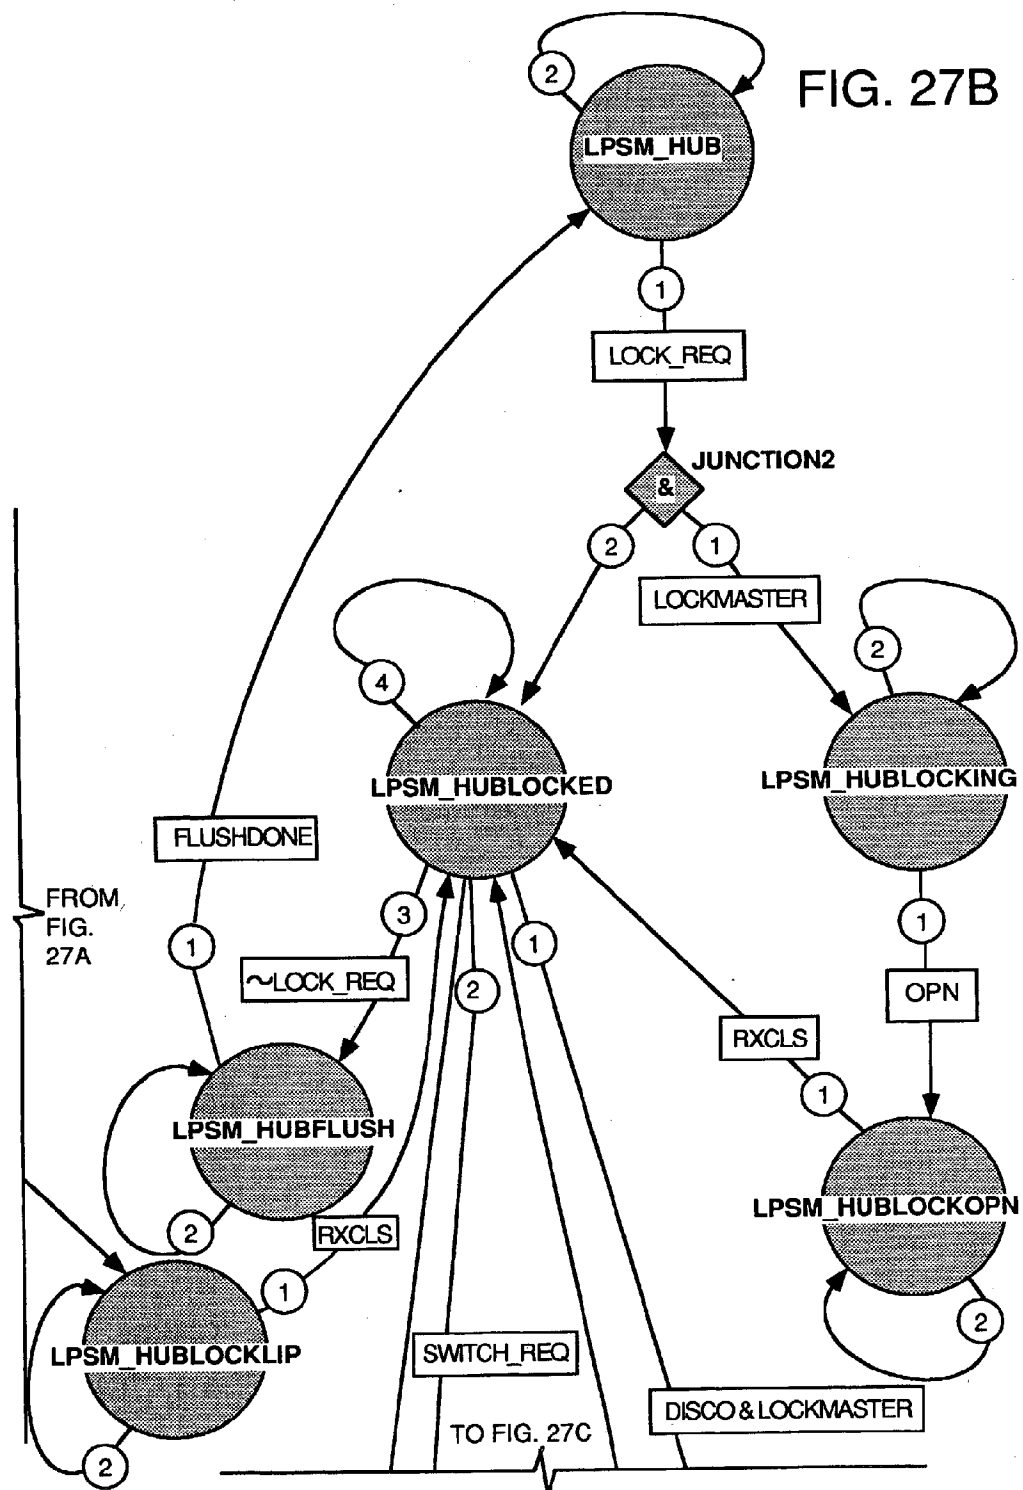 2
FIG. 27B
LPSM_HUB
1
LOCK_REQ
JUNCTION2
&
2
1
LOCKMASTER
4
2
LPSM_HUBLOCKED
LPSM_HUBLOCKING
FLUSHDONE
FROM
FIG.
27A
3
1
1
1
2
~LOCK_REQ
OPN
RXCLS
1
LPSM_HUBFLUSH
LPSM_HUBLOCKOPN
2
RXCLS
1
2
LPSM_HUBLOCKLIP
SWITCH_REQ
DISCO & LOCKMASTER
TO FIG. 27C
2